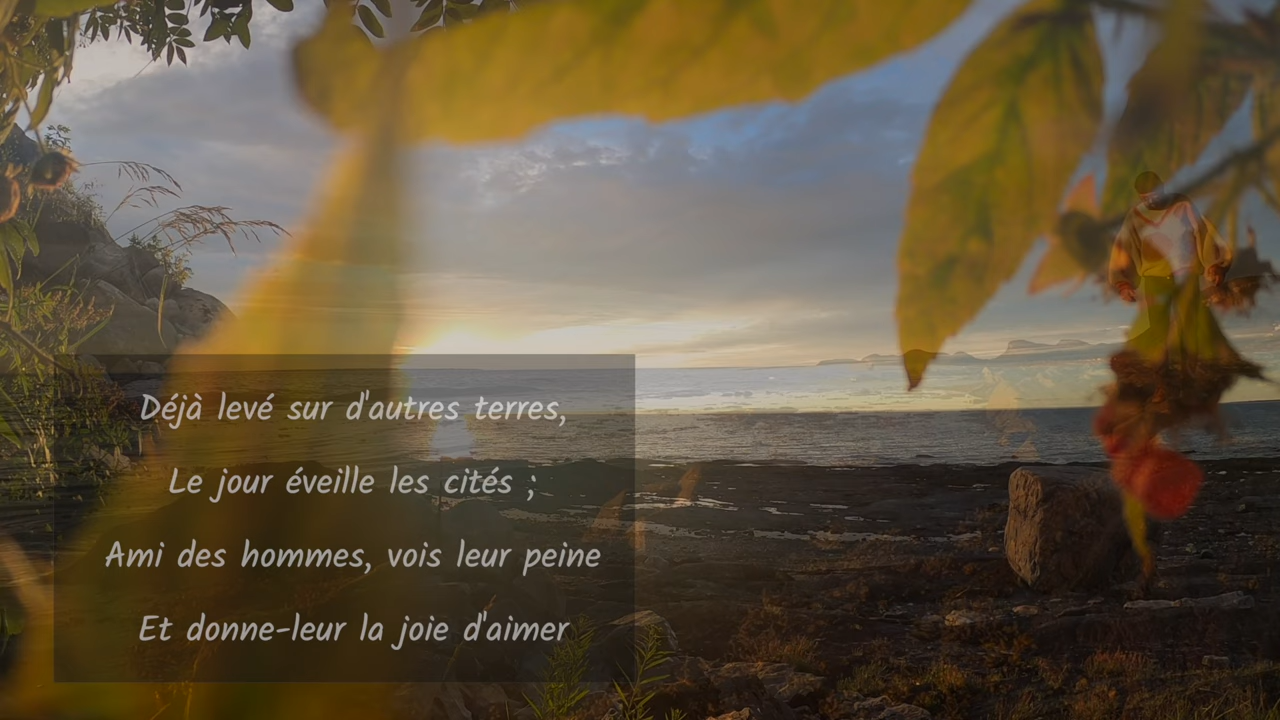 Déjà levé sur d'autres terres,
Le jour éveille les cités ;
Ami des hommes, vois leur peine
Et donne-leur la joie d'aimer